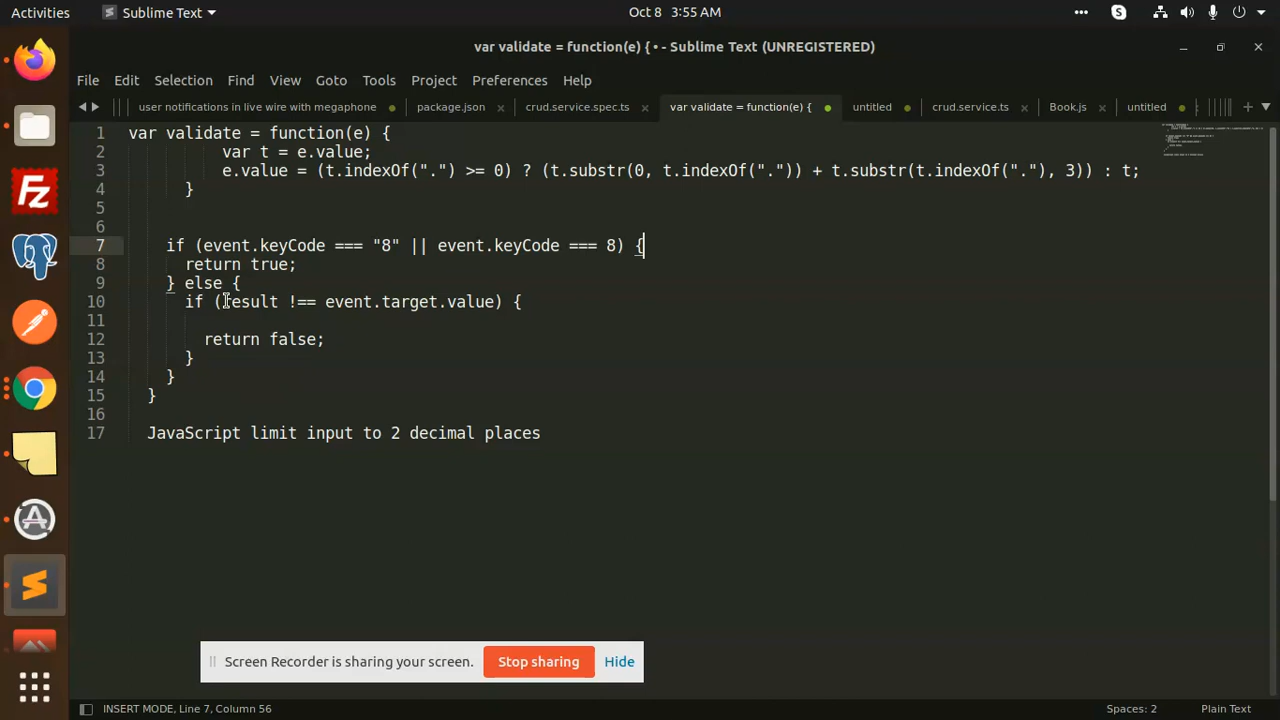 Activities Sublime Text Oct 8 3:55 AM
var validate = function(e) { • - Sublime Text (UNREGISTERED)
File Edit Selection Find View Goto Tools Project Preferences Help
user notifications in live wire with megaphone package.json crud.service.spec.ts var validate = function(e) { untitled crud.service.ts Book.js untitled
1 var validate = function(e) {
2 var t = e.value;
3 e.value = (t.indexOf(".") >= 0) ? (t.substr(0, t.indexOf(".")) + t.substr(t.indexOf("."), 3)) : t;
4 }
5
6
7 if (event.keyCode === "8" || event.keyCode === 8) {
8 return true;
9 } else {
10 if (result !== event.target.value) {
11
12 return false;
13 }
14 }
15 }
16
17 JavaScript limit input to 2 decimal places
Screen Recorder is sharing your screen. Stop sharing Hide
INSERT MODE, Line 7, Column 56 Spaces: 2 Plain Text